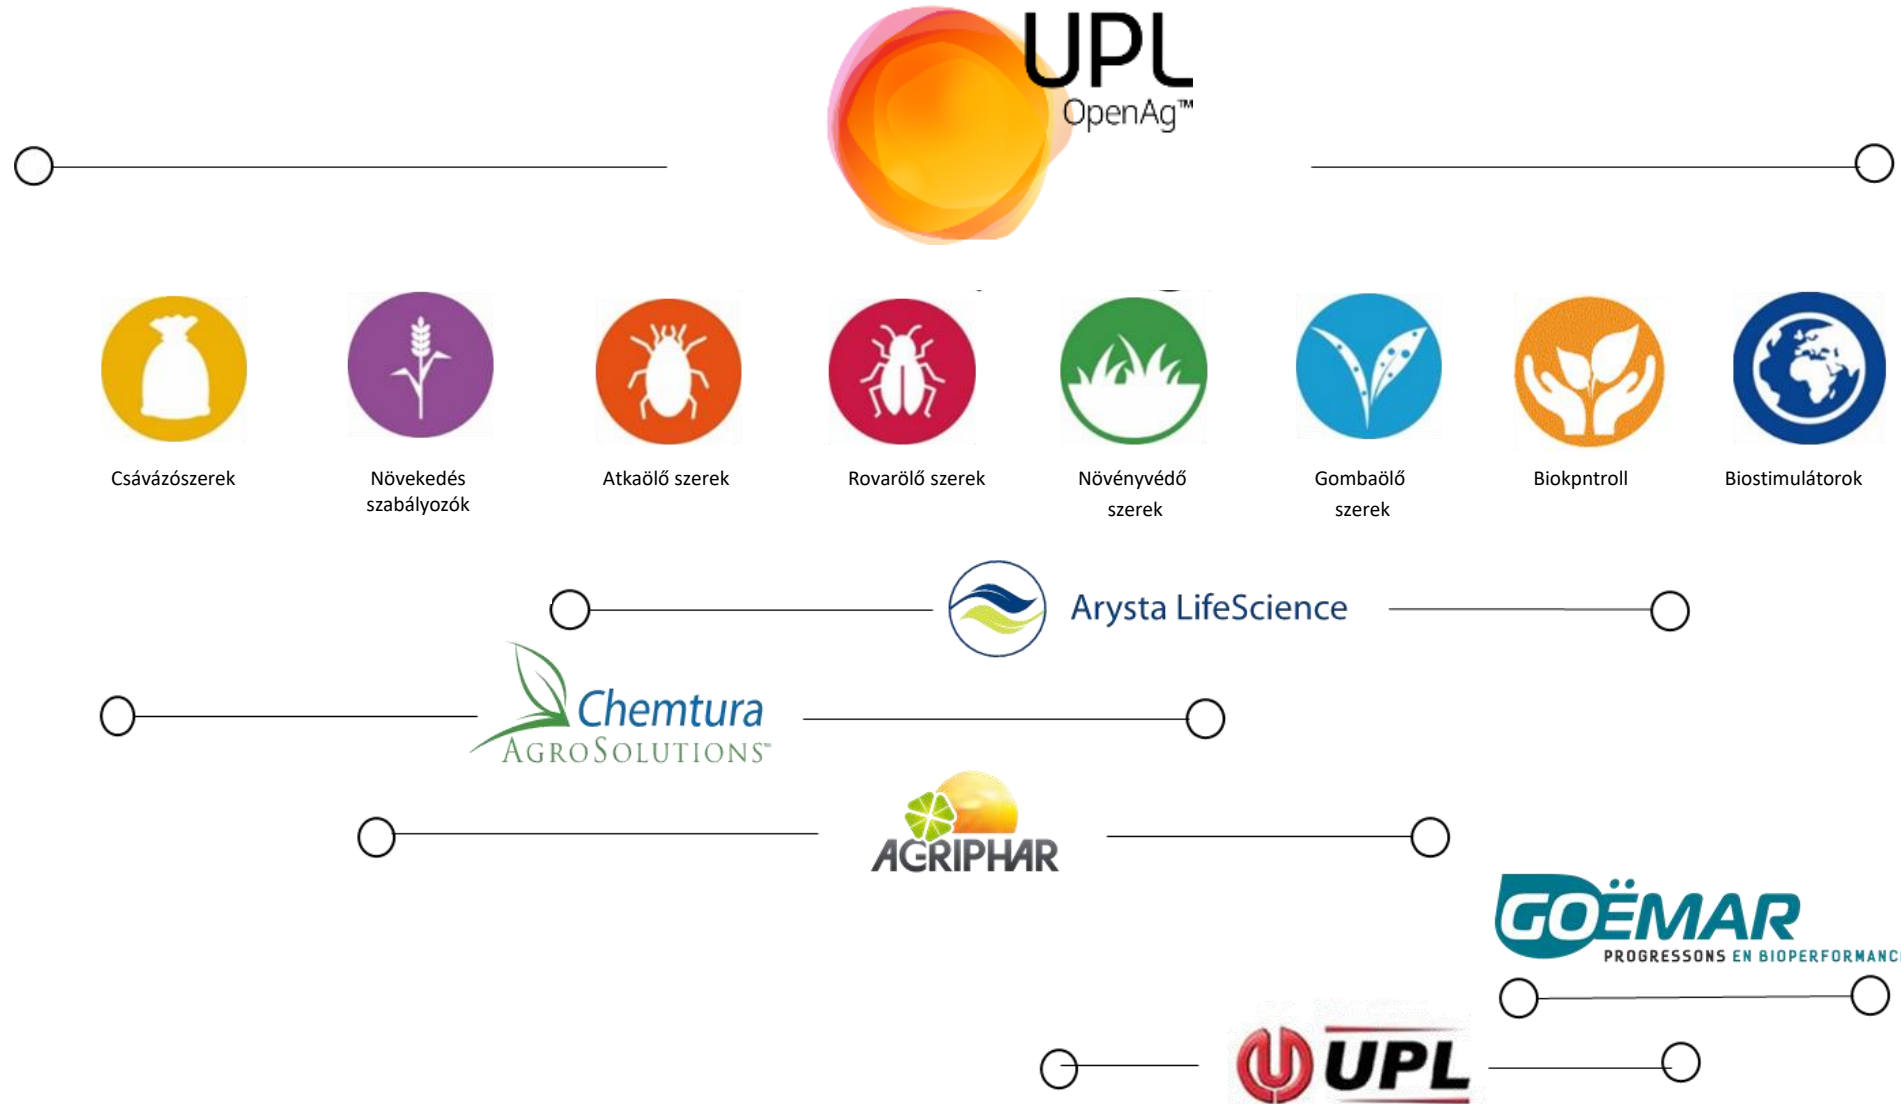 UPL
OpenAg™
Csávázószerek
Növekedés
szabályozók
Atkaölő szerek
Rovarölő szerek
Növényvédő
szerek
Gombaölő
szerek
Biokpntroll
Biostimulátorok
Arysta LifeScience
Chemtura
AGROSOLUTIONS™
AGRIPHAR
GOËMAR
PROGRESSONS EN BIOPERFORMANC
UPL